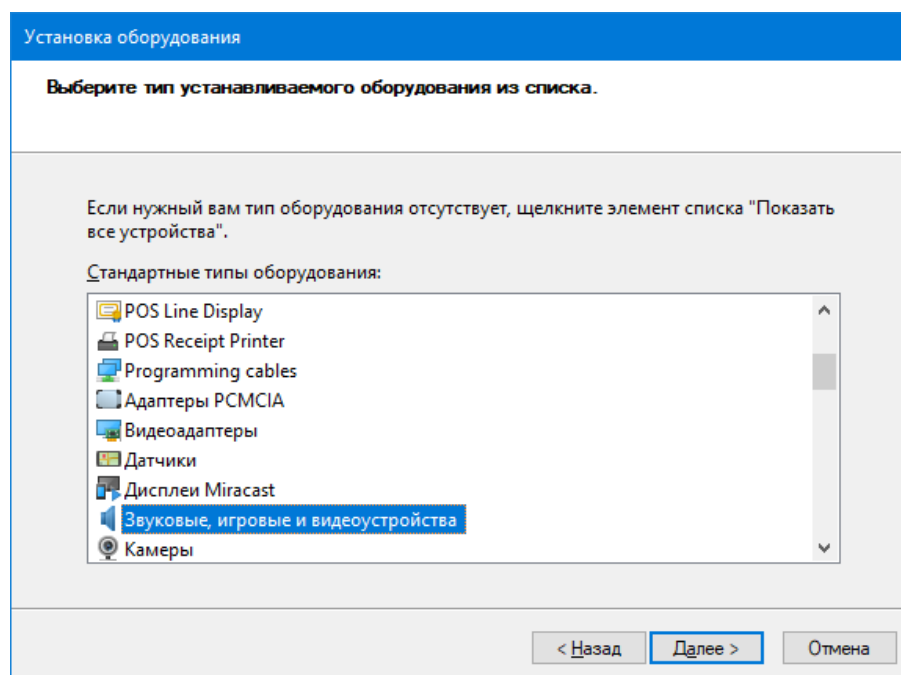 Установка оборудования
Выберите тип устанавливаемого оборудования из списка.
Если нужный вам тип оборудования отсутствует, щелкните элемент списка "Показать
все устройства".
Стандартные типы оборудования:
POS Line Display
POS Receipt Printer
Programming cables
Адаптеры PCMCIA
Видеоадаптеры
Датчики
Дисплеи Miracast
Звуковые, игровые и видеоустройства
Камеры
< Назад
Далее >
Отмена